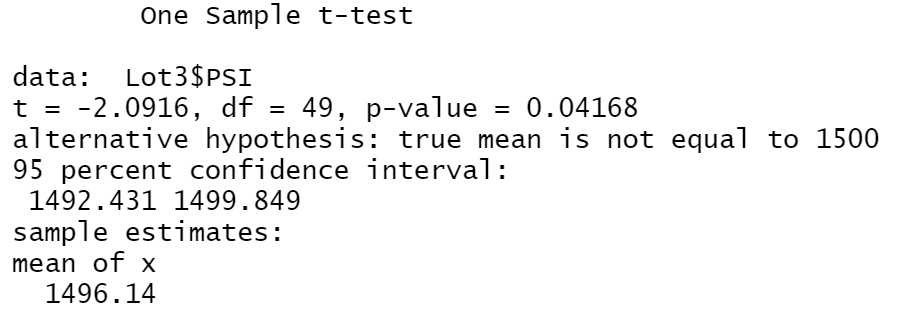 One Sample t-test
data:  Lot3$PSI
t = -2.0916, df = 49, p-value = 0.04168
alternative hypothesis: true mean is not equal to 1500
95 percent confidence interval:
1492.431 1499.849
sample estimates:
mean of x
1496.14